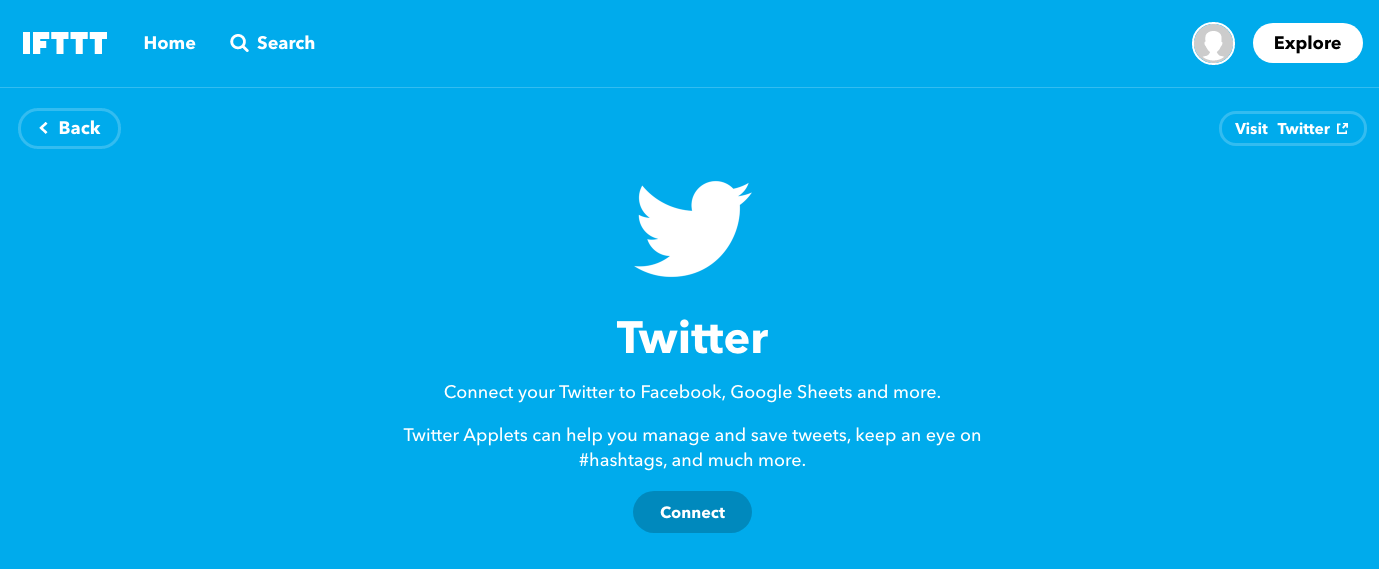 IFTTT Home Search Explore
Back Visit Twitter
Twitter
Connect your Twitter to Facebook, Google Sheets and more.
Twitter Applets can help you manage and save tweets, keep an eye on
#hashtags, and much more.
Connect